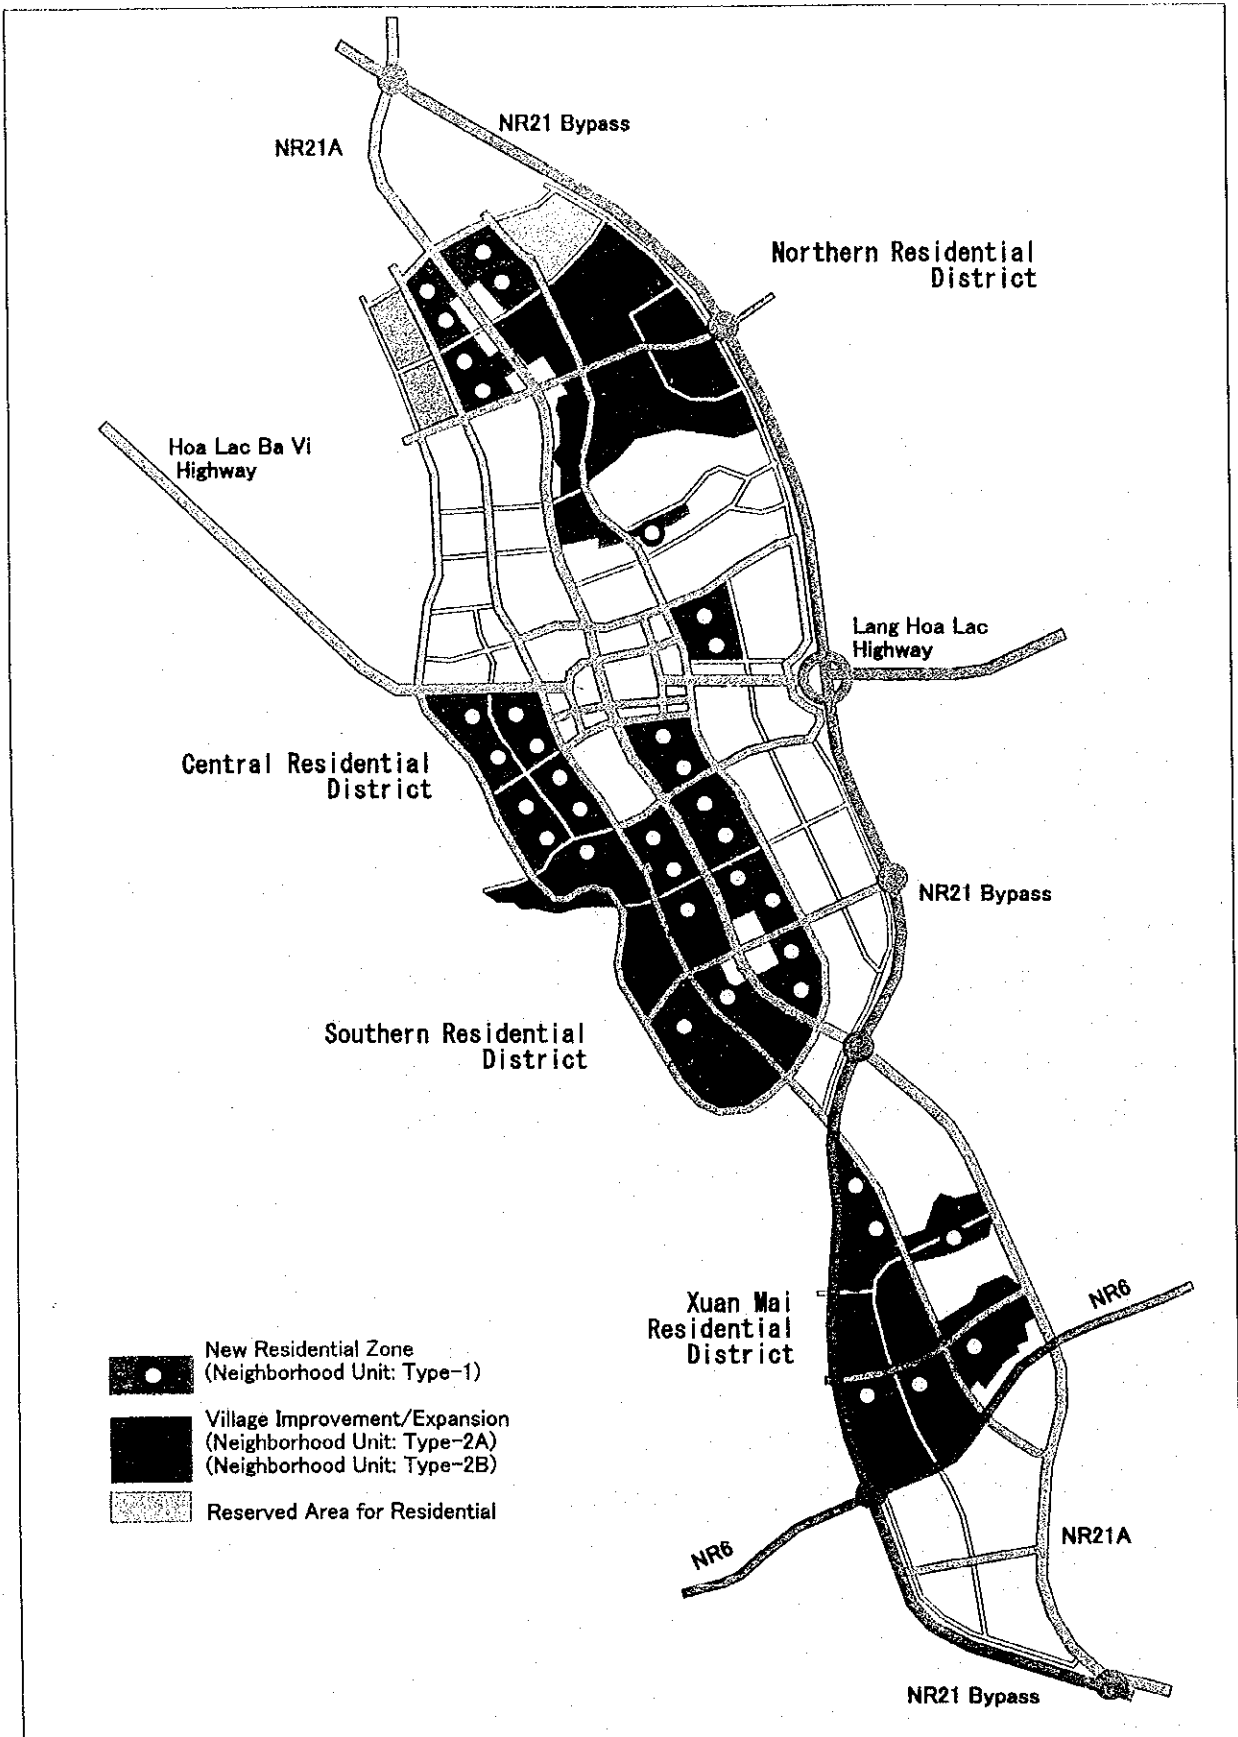 NR21 Bypass
NR21A
Northern Residential
District
Hoa Lac Ba Vi
Highway
Lang Hoa Lac
Highway
Central Residential
District
NR21 Bypass
Southern Residential
District
Xuan Mai
Residential
District
NR6
New Residential Zone
(Neighborhood Unit: Type-1)
Village Improvement/Expansion
(Neighborhood Unit: Type-2A)
(Neighborhood Unit: Type-2B)
Reserved Area for Residential
NR6
NR21A
NR21 Bypass